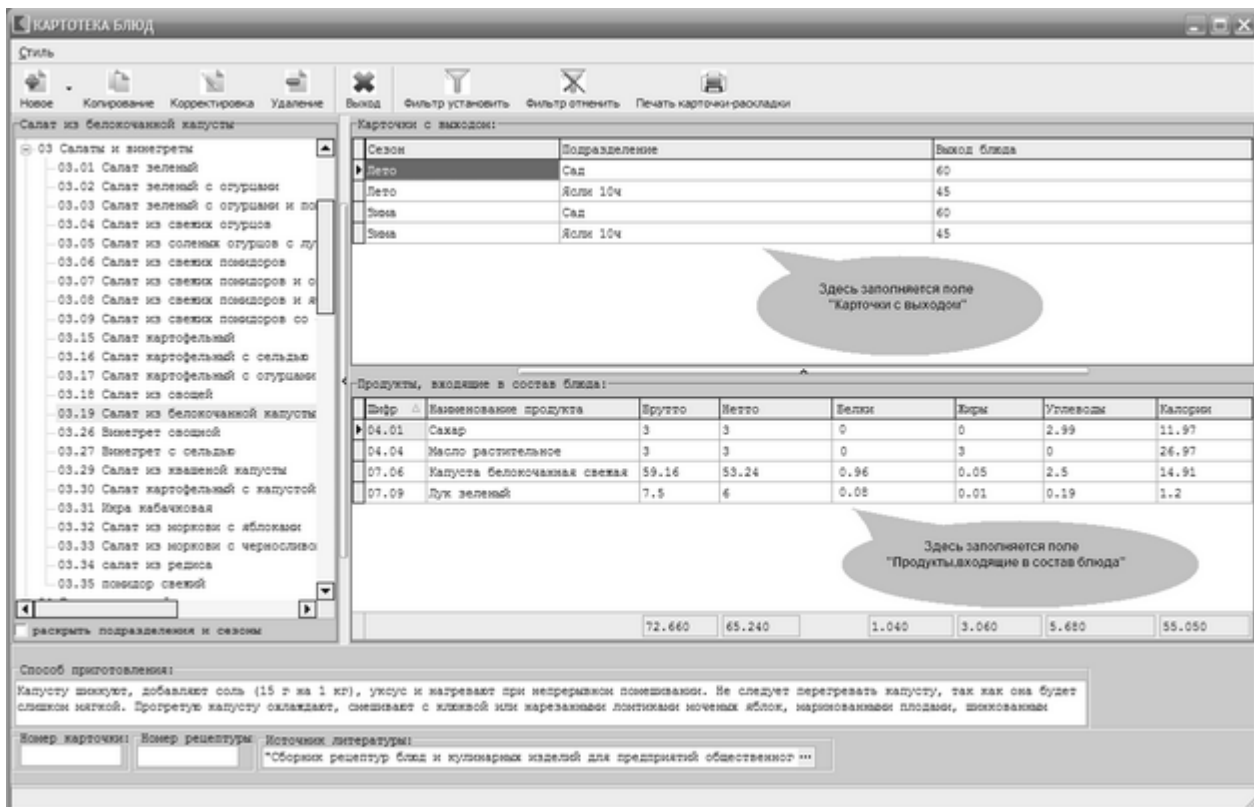 КАРТОТЕКА БЛЮД
Стиль
Новое Копирование Корректировка Удаление Выход Фильтр установить Фильтр отменить Печать карточки-раскладки
Салат из белокочанной капусты
03 Салаты и винегреты
03.01 Салат зеленый
03.02 Салат зеленый с огурцами
03.03 Салат зеленый с огурцами и по
03.04 Салат из свежих огурцов
03.05 Салат из соленых огурцов с лу
03.06 Салат из свежих помидоров
03.07 Салат из свежих помидоров и о
03.08 Салат из свежих помидоров и я
03.09 Салат из свежих помидоров со
03.15 Салат картофельный
03.16 Салат картофельный с сельдью
03.17 Салат картофельный с огурцами
03.18 Салат из овощей
03.19 Салат из белокочанной капусты
03.26 Винегрет овощной
03.27 Винегрет с сельдью
03.29 Салат из квашеной капусты
03.30 Салат картофельный с капустой
03.31 Икра кабачковая
03.32 Салат из моркови с яблоками
03.33 Салат из моркови с черносливо
03.34 салат из редиса
03.35 помидор свежий
раскрыть подразделения и сезоны
Карточки с выходом:
Сезон Подразделение Выход блюда
Лето Сад 60
Лето Ясли 10ч 45
Зима Сад 60
Зима Ясли 10ч 45
Здесь заполняется поле
"Карточки с выходом"
Продукты, входящие в состав блюда:
Шифр Наименование продукта Брутто Нетто Белки Жиры Углеводы Калории
04.01 Сахар 3 3 0 0 2.99 11.97
04.04 Масло растительное 3 3 0 3 0 26.97
07.06 Капуста белокочанная свежая 59.16 53.24 0.96 0.05 2.5 14.91
07.09 Лук зеленый 7.5 6 0.08 0.01 0.19 1.2
Здесь заполняется поле
"Продукты,входящие в состав блюда"
72.660 65.240 1.040 3.060 5.680 55.050
Способ приготовления:
Капусту шинкуют, добавляют соль (15 г на 1 кг), уксус и нагревают при непрерывном помешивании. Не следует перегревать капусту, так как она будет
слишком мягкой. Прогретую капусту охлаждают, смешивают с клюквой или нарезанными ломтиками моченых яблок, маринованными плодами, шинкованным
Номер карточки: Номер рецептуры Источник литературы:
"Сборник рецептур блюд и кулинарных изделий для предприятий общественног ...